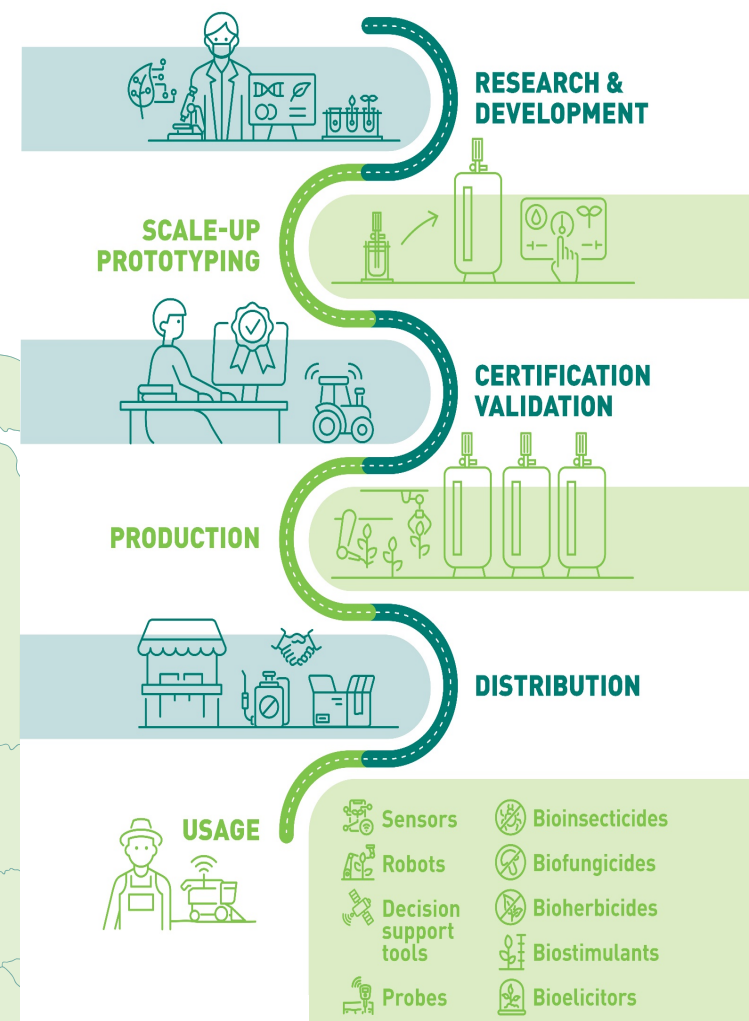 RESEARCH &
DEVELOPMENT
SCALE-UP
PROTOTYPING
CERTIFICATION
VALIDATION
PRODUCTION
DISTRIBUTION
USAGE
Sensors
Robots
Decision
support
tools
Probes
Bioinsecticides
Biofungicides
Bioherbicides
Biostimulants
Bioelicitors